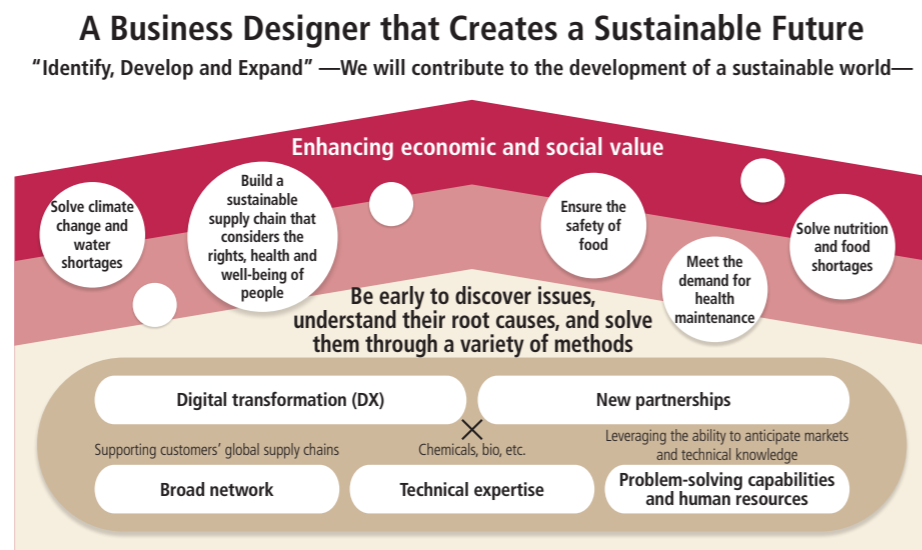 A Business Designer that Creates a Sustainable Future
“Identify, Develop and Expand” —We will contribute to the development of a sustainable world—
Enhancing economic and social value
Solve climate
change and
water
shortages
Build a
sustainable
supply chain that
considers the
rights, health and
well-being of
people
Ensure the
safety of
food
Meet the
demand for
health
maintenance
Solve nutrition
and food
shortages
Be early to discover issues,
understand their root causes, and solve
them through a variety of methods
Digital transformation (DX)
New partnerships
×
Supporting customers’ global supply chains
Broad network
Chemicals, bio, etc.
Technical expertise
Leveraging the ability to anticipate markets
and technical knowledge
Problem-solving capabilities
and human resources